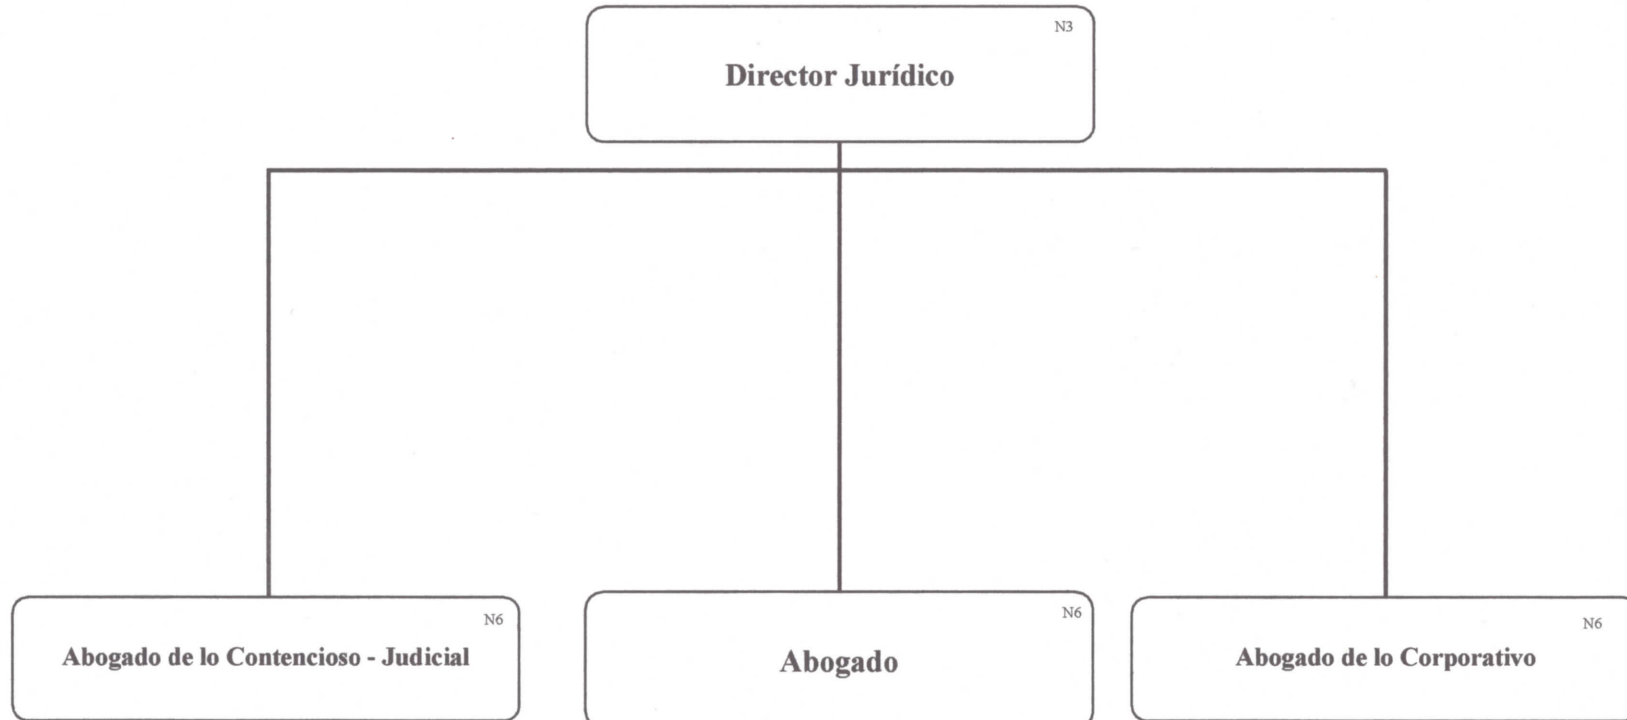 N3
Director Jurídico
N6
Abogado de lo Contencioso - Judicial
N6
Abogado
N6
Abogado de lo Corporativo